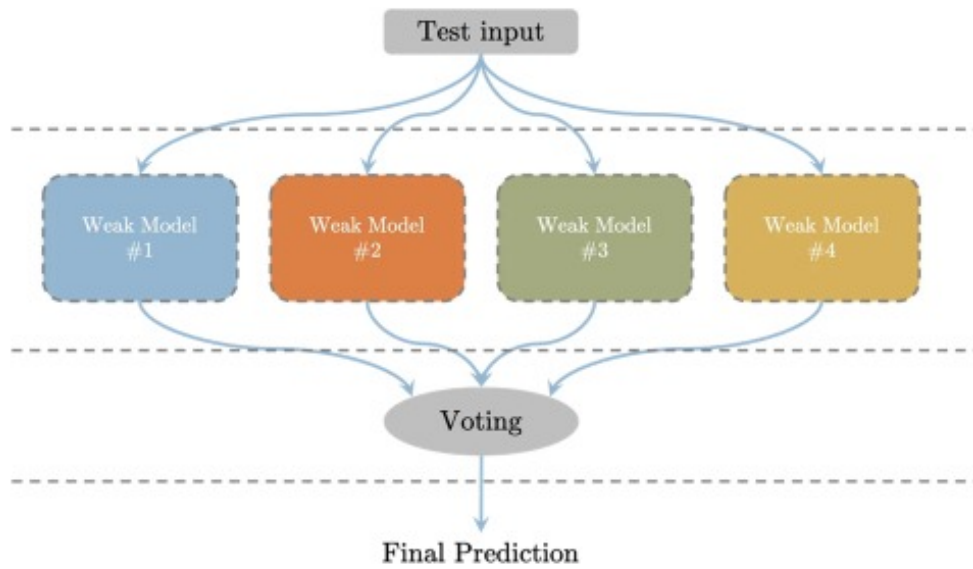 Test input
Weak Model
#1
Weak Model
#2
Weak Model
#3
Weak Model
#4
Voting
Final Prediction